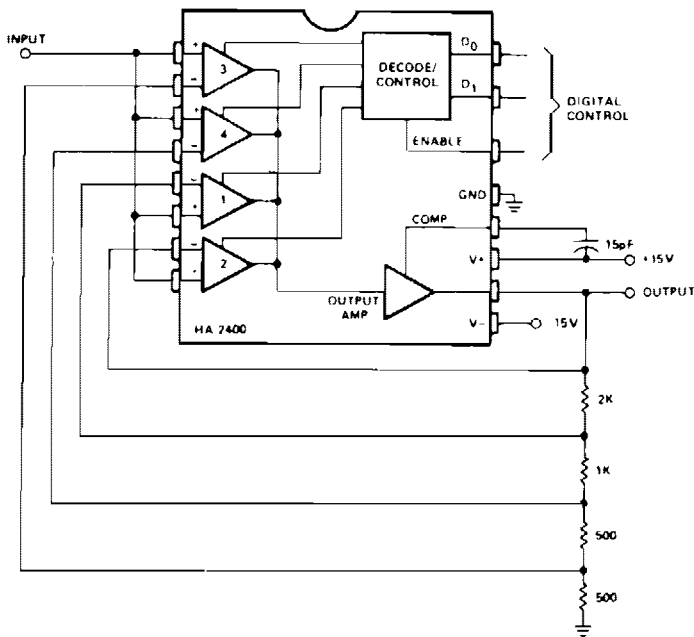 INPUT
+
-
3
+
-
4
-
+
1
-
2
DECODE/
CONTROL
D0
D1
ENABLE
DIGITAL
CONTROL
GND
COMP
15pF
V+
+15V
OUTPUT
AMP
OUTPUT
V-
15V
HA 2400
2K
1K
500
500